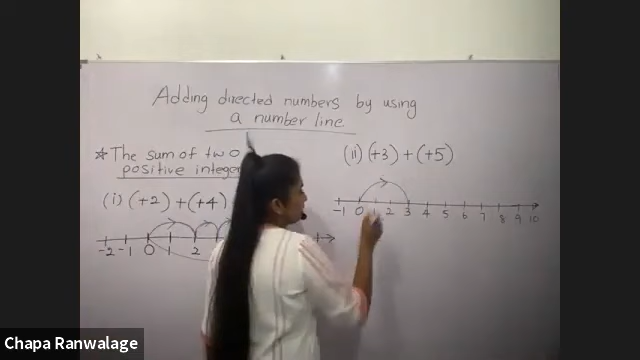 Adding directed numbers by using
a number line
☆ The sum of two
positive integer
(i) (+2) + (+4)
-2 -1 0 1 2
(ii) (+3) + (+5)
-1 0 2 3 4 5 6 7 8 9 10
Chapa Ranwalage